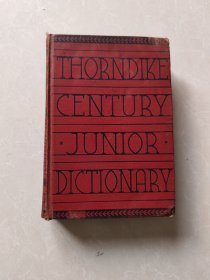 THORNDIKE
CENTURY
· JUNIOR ·
DICTIONARY